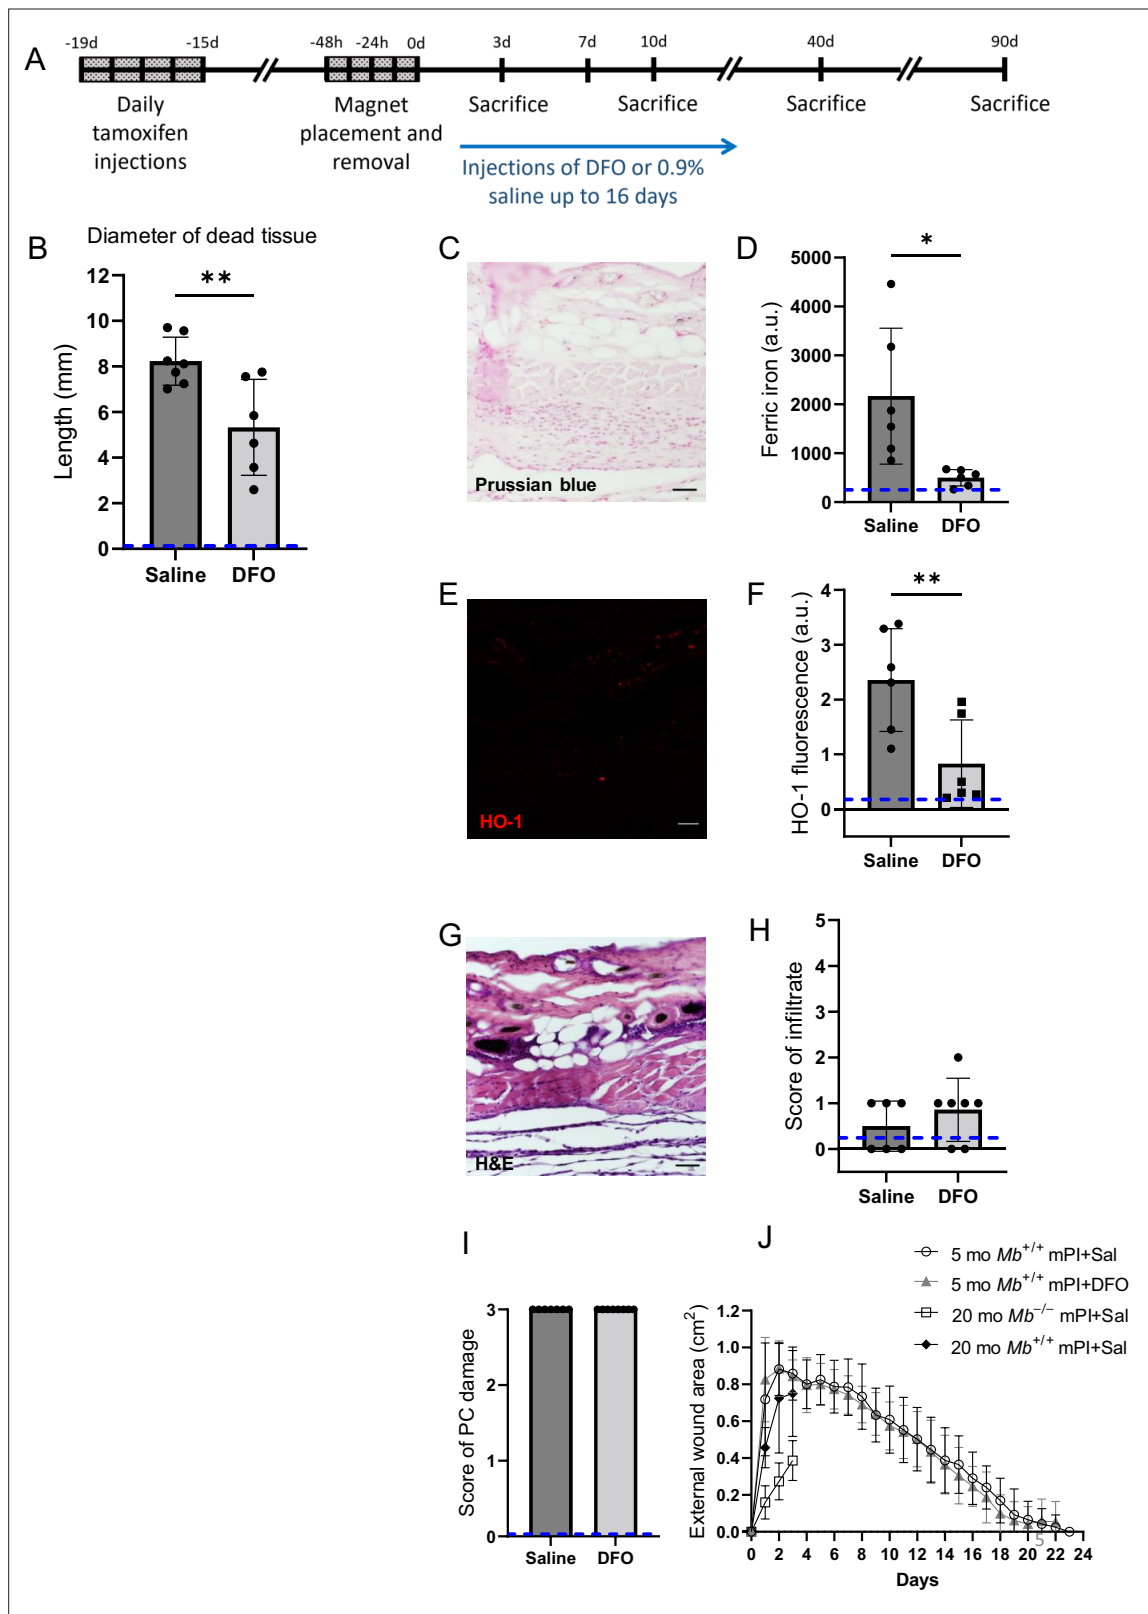 A
-19d -15d -48h -24h 0d 3d 7d 10d 40d 90d
Daily
tamoxifen
injections
Magnet
placement and
removal
Sacrifice
Sacrifice
Sacrifice
Sacrifice
Injections of DFO or 0.9%
saline up to 16 days
B
Diameter of dead tissue
**
Length (mm)
12
10
8
6
4
2
0
Saline DFO
C
Prussian blue
D
*
Ferric iron (a.u.)
5000
4000
3000
2000
1000
0
Saline DFO
E
HO-1
F
**
HO-1 fluorescence (a.u.)
4
3
2
1
0
Saline DFO
G
H&E
H
Score of infiltrate
5
4
3
2
1
0
Saline DFO
I
Score of PC damage
3
0
Saline DFO
J
5 mo Mb+/+ mPI+Sal
5 mo Mb+/+ mPI+DFO
20 mo Mb−/− mPI+Sal
20 mo Mb+/+ mPI+Sal
External wound area (cm²)
1.2
1.0
0.8
0.6
0.4
0.2
0.0
5
0 2 4 6 8 10 12 14 16 18 20 22 24
Days